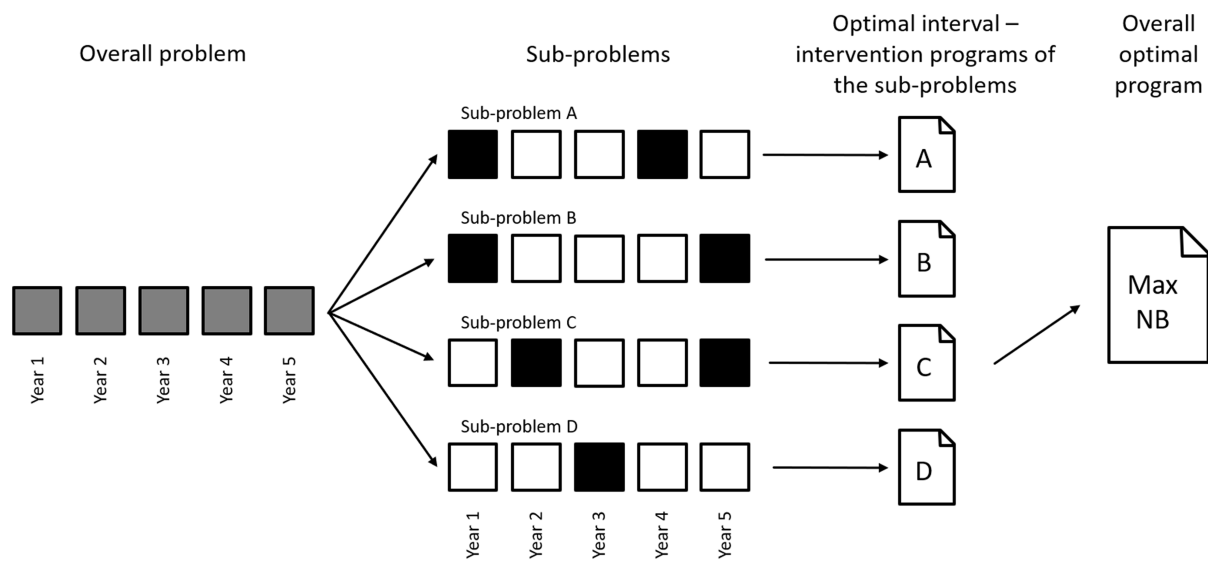 Overall problem
Sub-problems
Optimal interval –
intervention programs of
the sub-problems
Overall
optimal
program
Sub-problem A
A
Sub-problem B
B
Sub-problem C
C
Sub-problem D
D
Max
NB
Year 1
Year 2
Year 3
Year 4
Year 5
Year 1
Year 2
Year 3
Year 4
Year 5